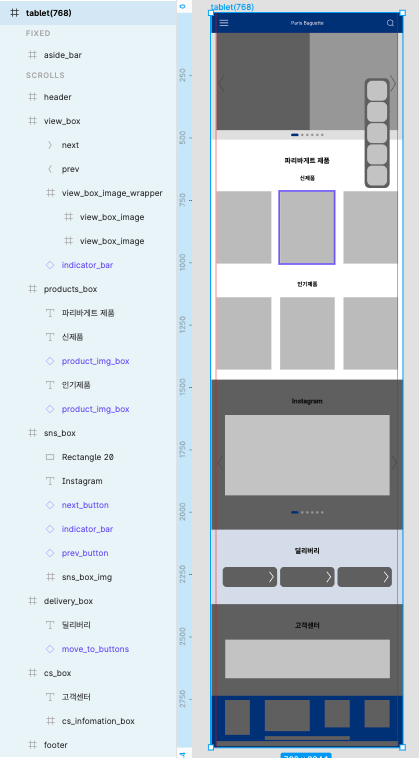 tablet(768)
FIXED
aside_bar
SCROLLS
header
view_box
next
prev
view_box_image_wrapper
view_box_image
view_box_image
indicator_bar
products_box
파리바게트 제품
신제품
product_img_box
인기제품
product_img_box
sns_box
Rectangle 20
Instagram
next_button
indicator_bar
prev_button
sns_box_img
delivery_box
딜리버리
move_to_buttons
cs_box
고객센터
cs_infomation_box
footer
0
250
500
750
1000
1250
1500
1750
2000
2250
2500
2750
tablet(768)
Paris Baguette
파리바게트 제품
신제품
인기제품
Instagram
딜리버리
고객센터